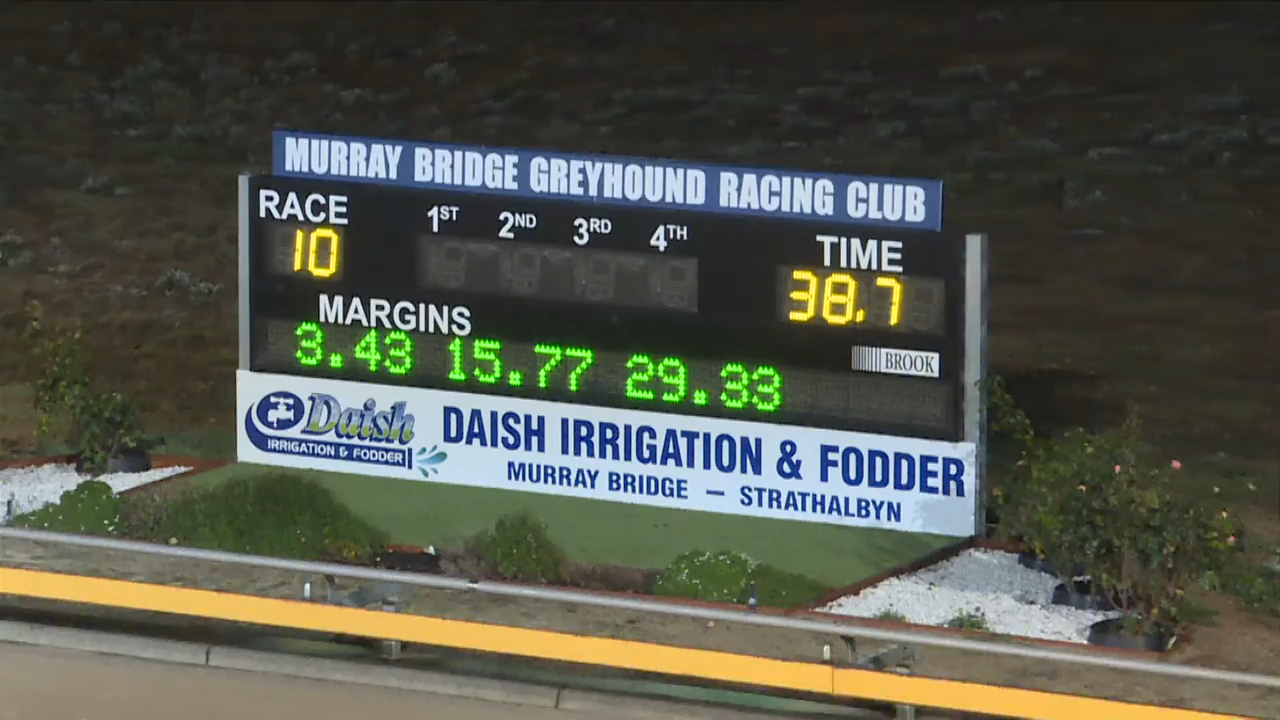 MURRAY BRIDGE GREYHOUND RACING CLUB
RACE 1ST 2ND 3RD 4TH TIME
10 38.7
MARGINS
3.43 15.77 29.33
BROOK
Daish
IRRIGATION & FODDER
DAISH IRRIGATION & FODDER
MURRAY BRIDGE – STRATHALBYN